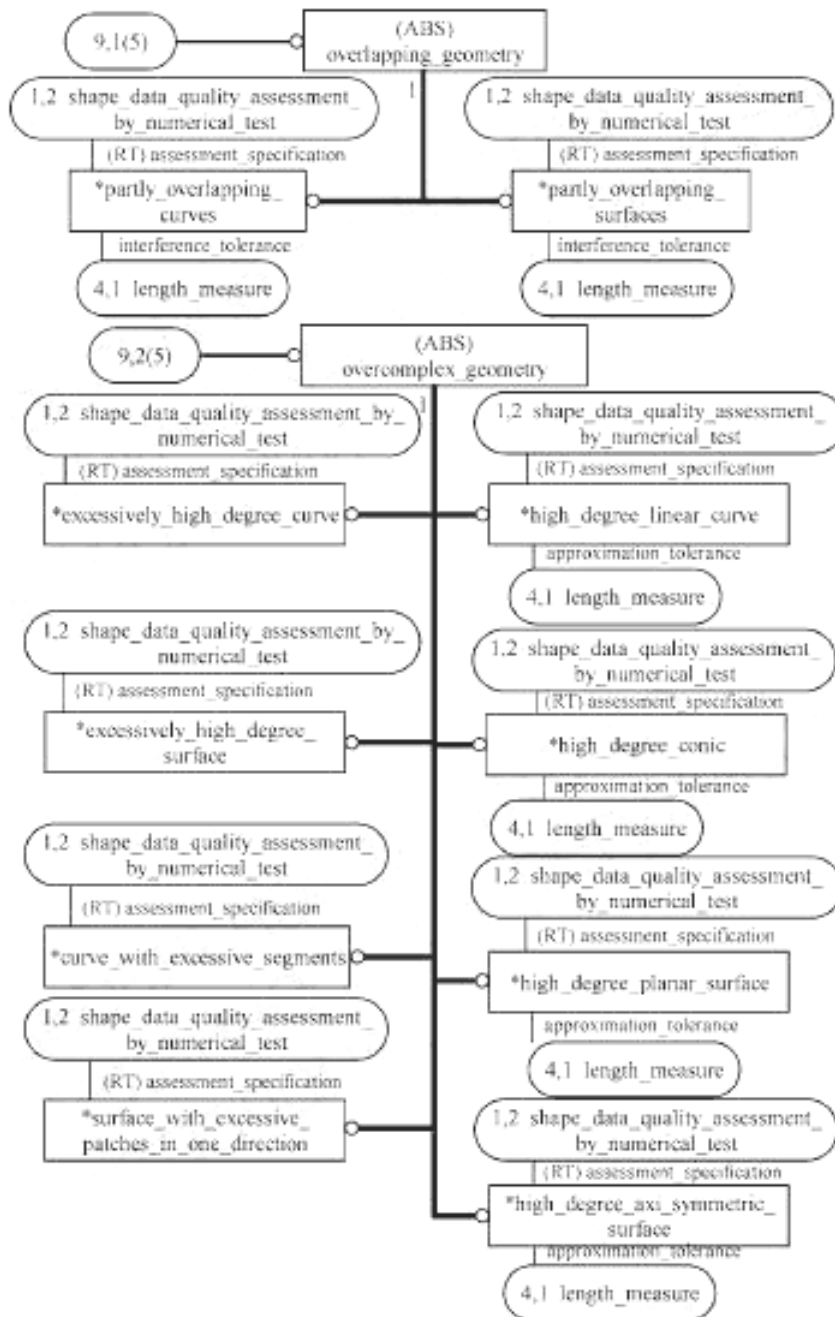 9,1(5)
(ABS)
overlapping_geometry
1
1,2 shape_data_quality_assessment_
by_numerical_test
(RT) assessment_specification
*partly_overlapping_
curves
interference_tolerance
4,1 length_measure
1,2 shape_data_quality_assessment_
by_numerical_test
(RT) assessment_specification
*partly_overlapping_
surfaces
interference_tolerance
4,1 length_measure
9,2(5)
(ABS)
overcomplex_geometry
1
1,2 shape_data_quality_assessment_by_
numerical_test
(RT) assessment_specification
*excessively_high_degree_curve
1,2 shape_data_quality_assessment_
by_numerical_test
(RT) assessment_specification
*high_degree_linear_curve
approximation_tolerance
4,1 length_measure
1,2 shape_data_quality_assessment_by_
numerical_test
(RT) assessment_specification
*excessively_high_degree_
surface
1,2 shape_data_quality_assessment_
by_numerical_test
(RT) assessment_specification
*high_degree_conic
approximation_tolerance
4,1 length_measure
1,2 shape_data_quality_assessment_
by_numerical_test
(RT) assessment_specification
*curve_with_excessive_segments
1,2 shape_data_quality_assessment_
by_numerical_test
(RT) assessment_specification
*high_degree_planar_surface
approximation_tolerance
4,1 length_measure
1,2 shape_data_quality_assessment_
by_numerical_test
(RT) assessment_specification
*surface_with_excessive_
patches_in_one_direction
1,2 shape_data_quality_assessment_
by_numerical_test
(RT) assessment_specification
*high_degree_axi_symmetric_
surface
approximation_tolerance
4,1 length_measure